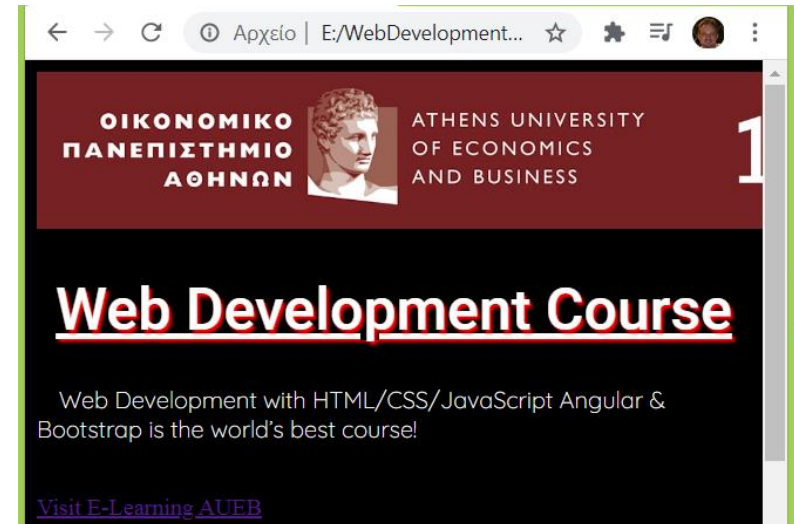 Αρχείο | E:/WebDevelopment...
ΟΙΚΟΝΟΜΙΚΟ
ΠΑΝΕΠΙΣΤΗΜΙΟ
ΑΘΗΝΩΝ
ATHENS UNIVERSITY
OF ECONOMICS
AND BUSINESS
1
Web Development Course
Web Development with HTML/CSS/JavaScript Angular &
Bootstrap is the world’s best course!
Visit E-Learning AUEB